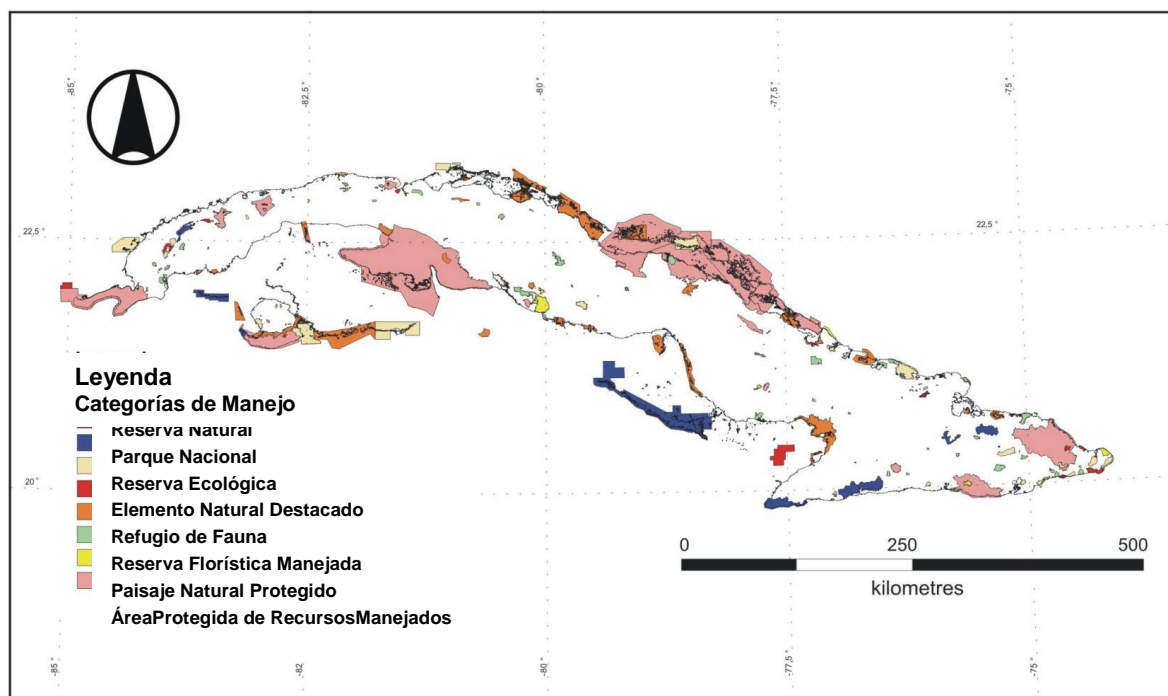 -85°
-82,5°
-80°
-77,5°
-75°
22,5°
22,5°
20°
Leyenda
Categorías de Manejo
Reserva Natural
Parque Nacional
Reserva Ecológica
Elemento Natural Destacado
Refugio de Fauna
Reserva Florística Manejada
Paisaje Natural Protegido
ÁreaProtegida de RecursosManejados
0 250 500
kilometres
-85°
-82
-80°
-77,5°
-75°